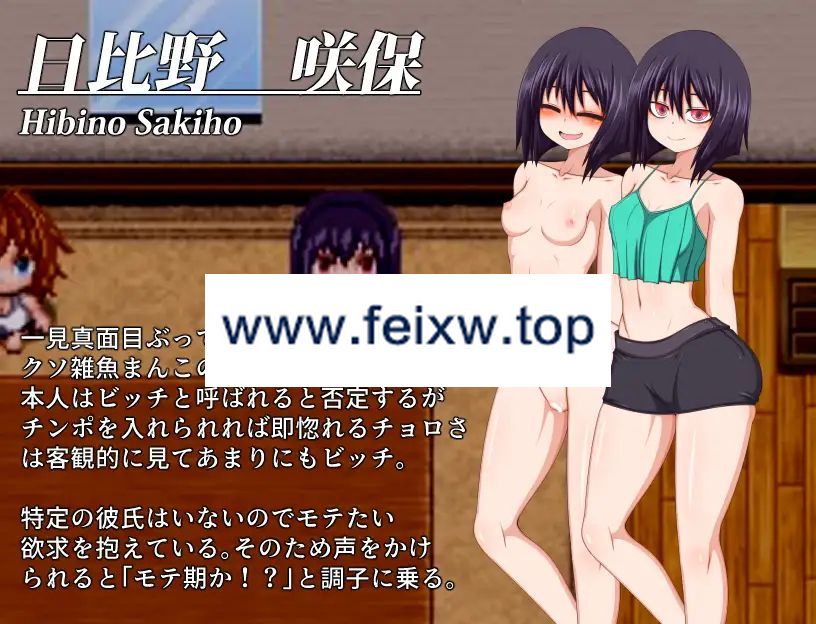 日比野 咲保
Hibino Sakiho
www.feixw.top
一見真面目ぶって
クソ雑魚まんこの
本人はビッチと呼ばれると否定するが
チンポを入れられれば即惚れるチョロさ
は客観的に見てあまりにもビッチ。
特定の彼氏はいないのでモテたい
欲求を抱えている。そのため声をかけ
られると「モテ期か！？」と調子に乗る。